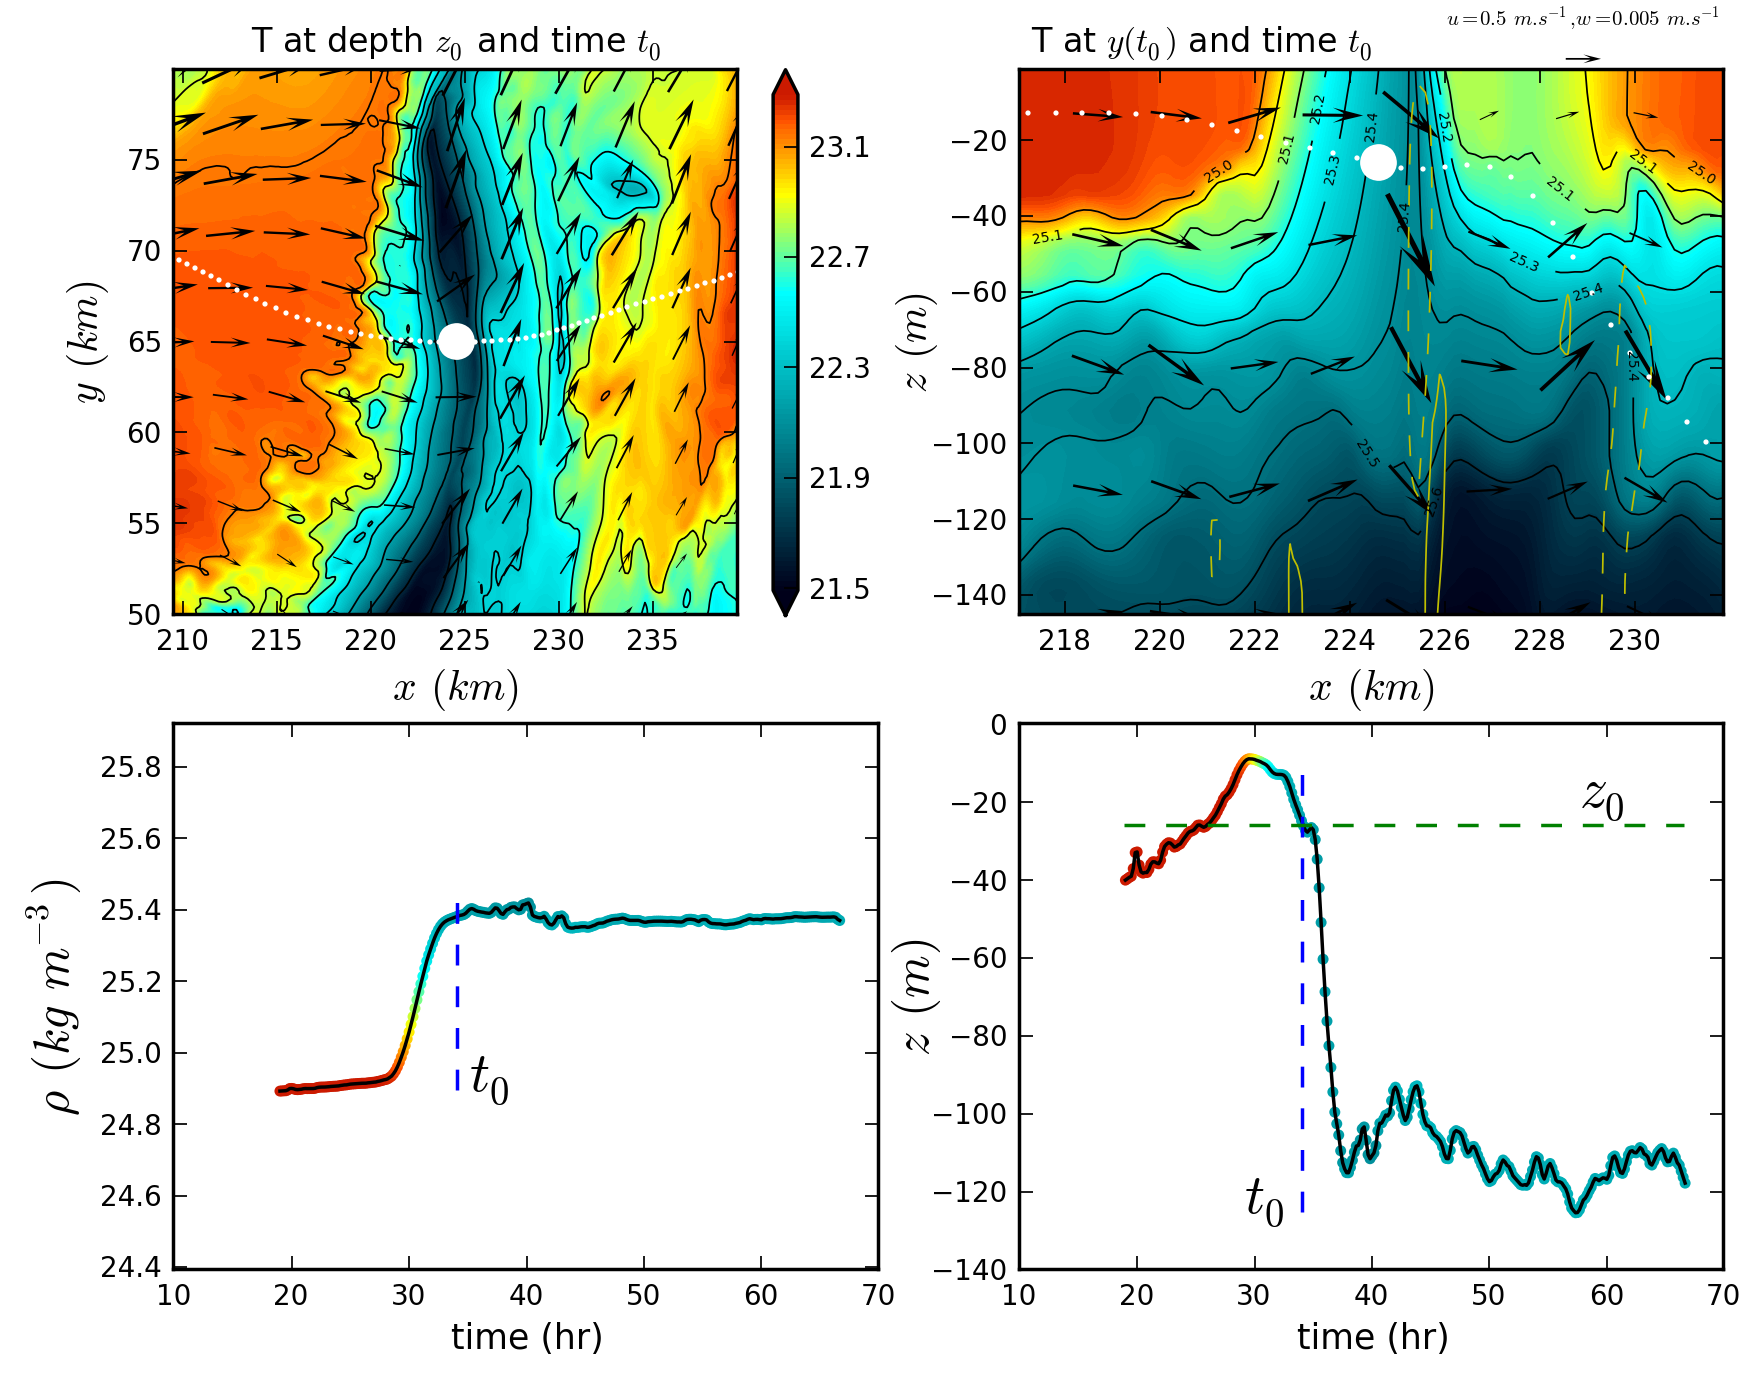 T at depth z₀ and time t₀
75
70
65
60
55
50
y (km)
210 215 220 225 230 235
x (km)
23.1
22.7
22.3
21.9
21.5
u=0.5 m.s⁻¹,w=0.005 m.s⁻¹
T at y(t₀) and time t₀
−20
−40
−60
−80
−100
−120
−140
z (m)
25.0
25.1
25.2
25.3
25.4
25.2
25.1
25.1
25.0
25.1
25.4
25.3
25.4
25.4
25.5
25.6
218 220 222 224 226 228 230
x (km)
25.8
25.6
25.4
25.2
25.0
24.8
24.6
24.4
ρ (kg m⁻³)
t₀
10 20 30 40 50 60 70
time (hr)
0
−20
−40
−60
−80
−100
−120
−140
z (m)
z₀
t₀
10 20 30 40 50 60 70
time (hr)